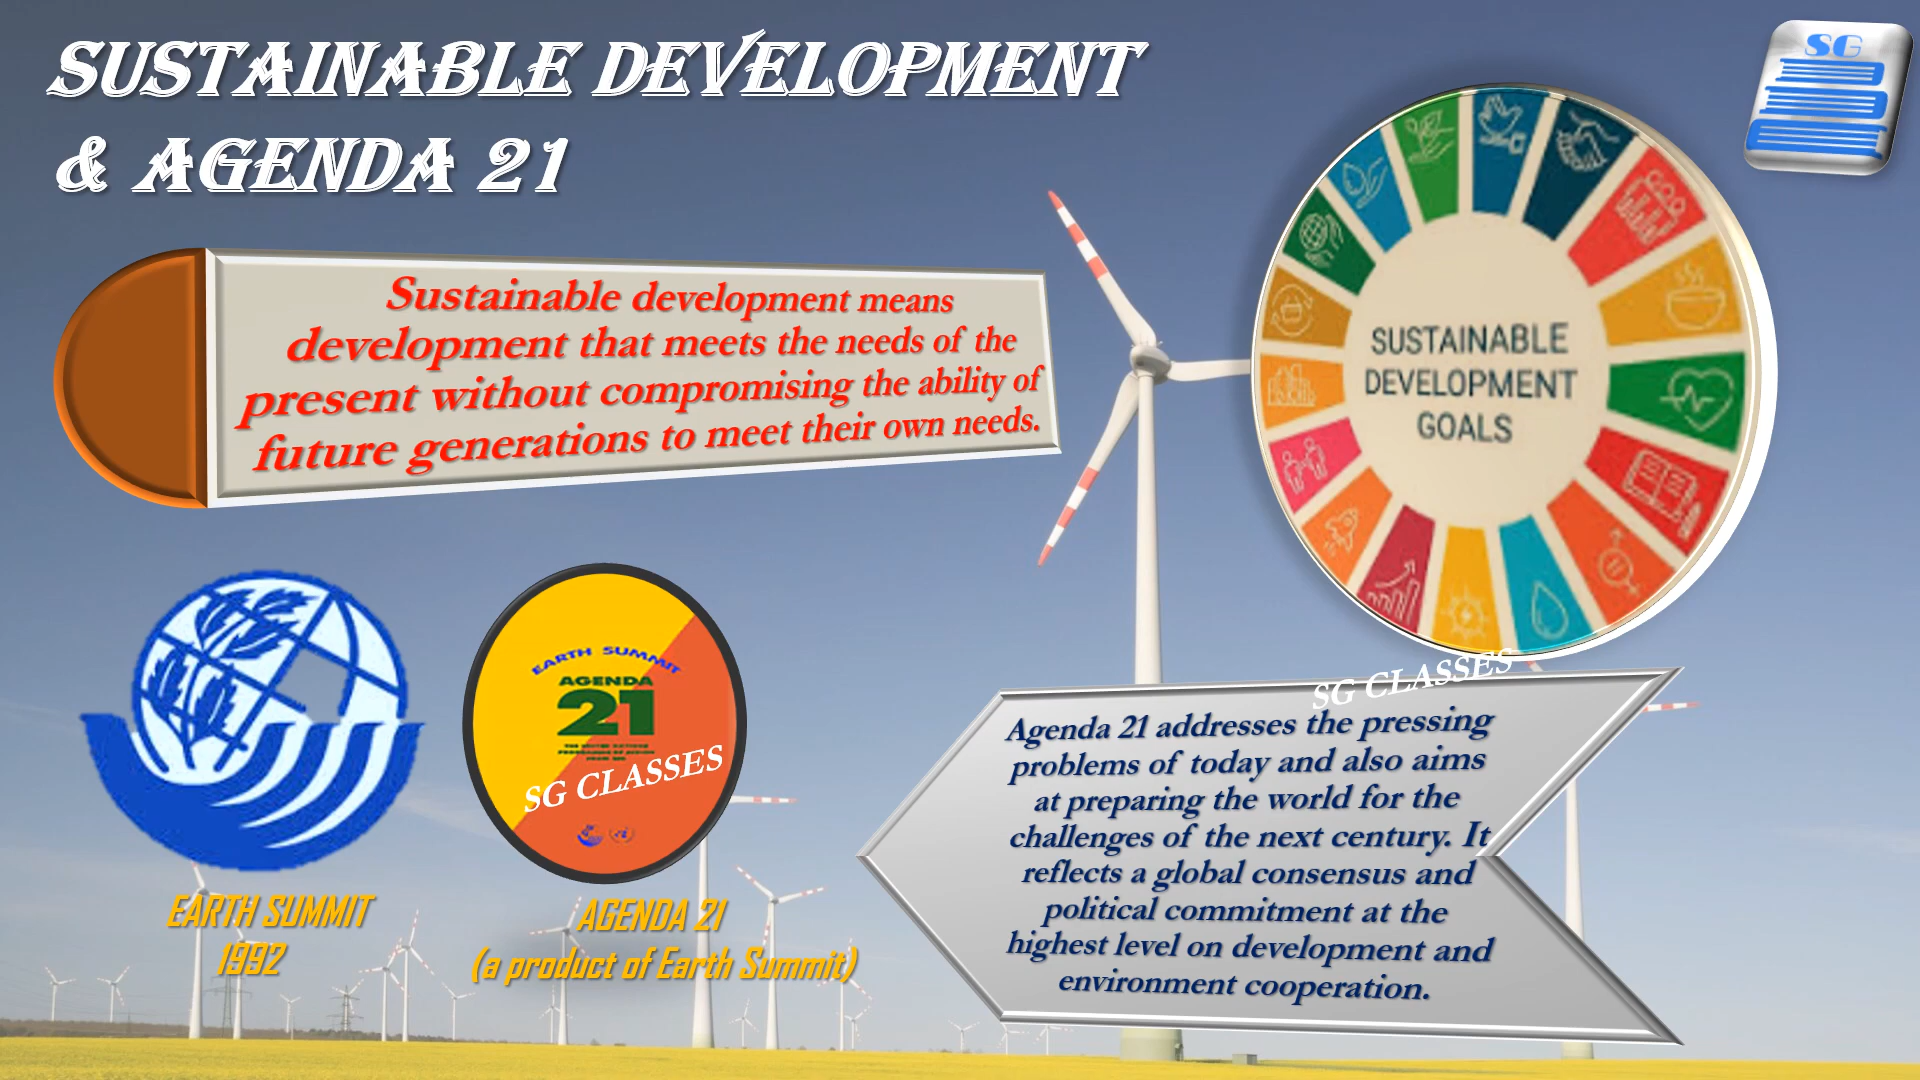 SUSTAINABLE DEVELOPMENT
& AGENDA 21
SG
Sustainable development means
development that meets the needs of the
present without compromising the ability of
future generations to meet their own needs.
SUSTAINABLE
DEVELOPMENT
GOALS
EARTH SUMMIT
AGENDA
21
SG CLASSES
EARTH SUMMIT
1992
AGENDA 21
(a product of Earth Summit)
SG CLASSES
Agenda 21 addresses the pressing
problems of today and also aims
at preparing the world for the
challenges of the next century. It
reflects a global consensus and
political commitment at the
highest level on development and
environment cooperation.